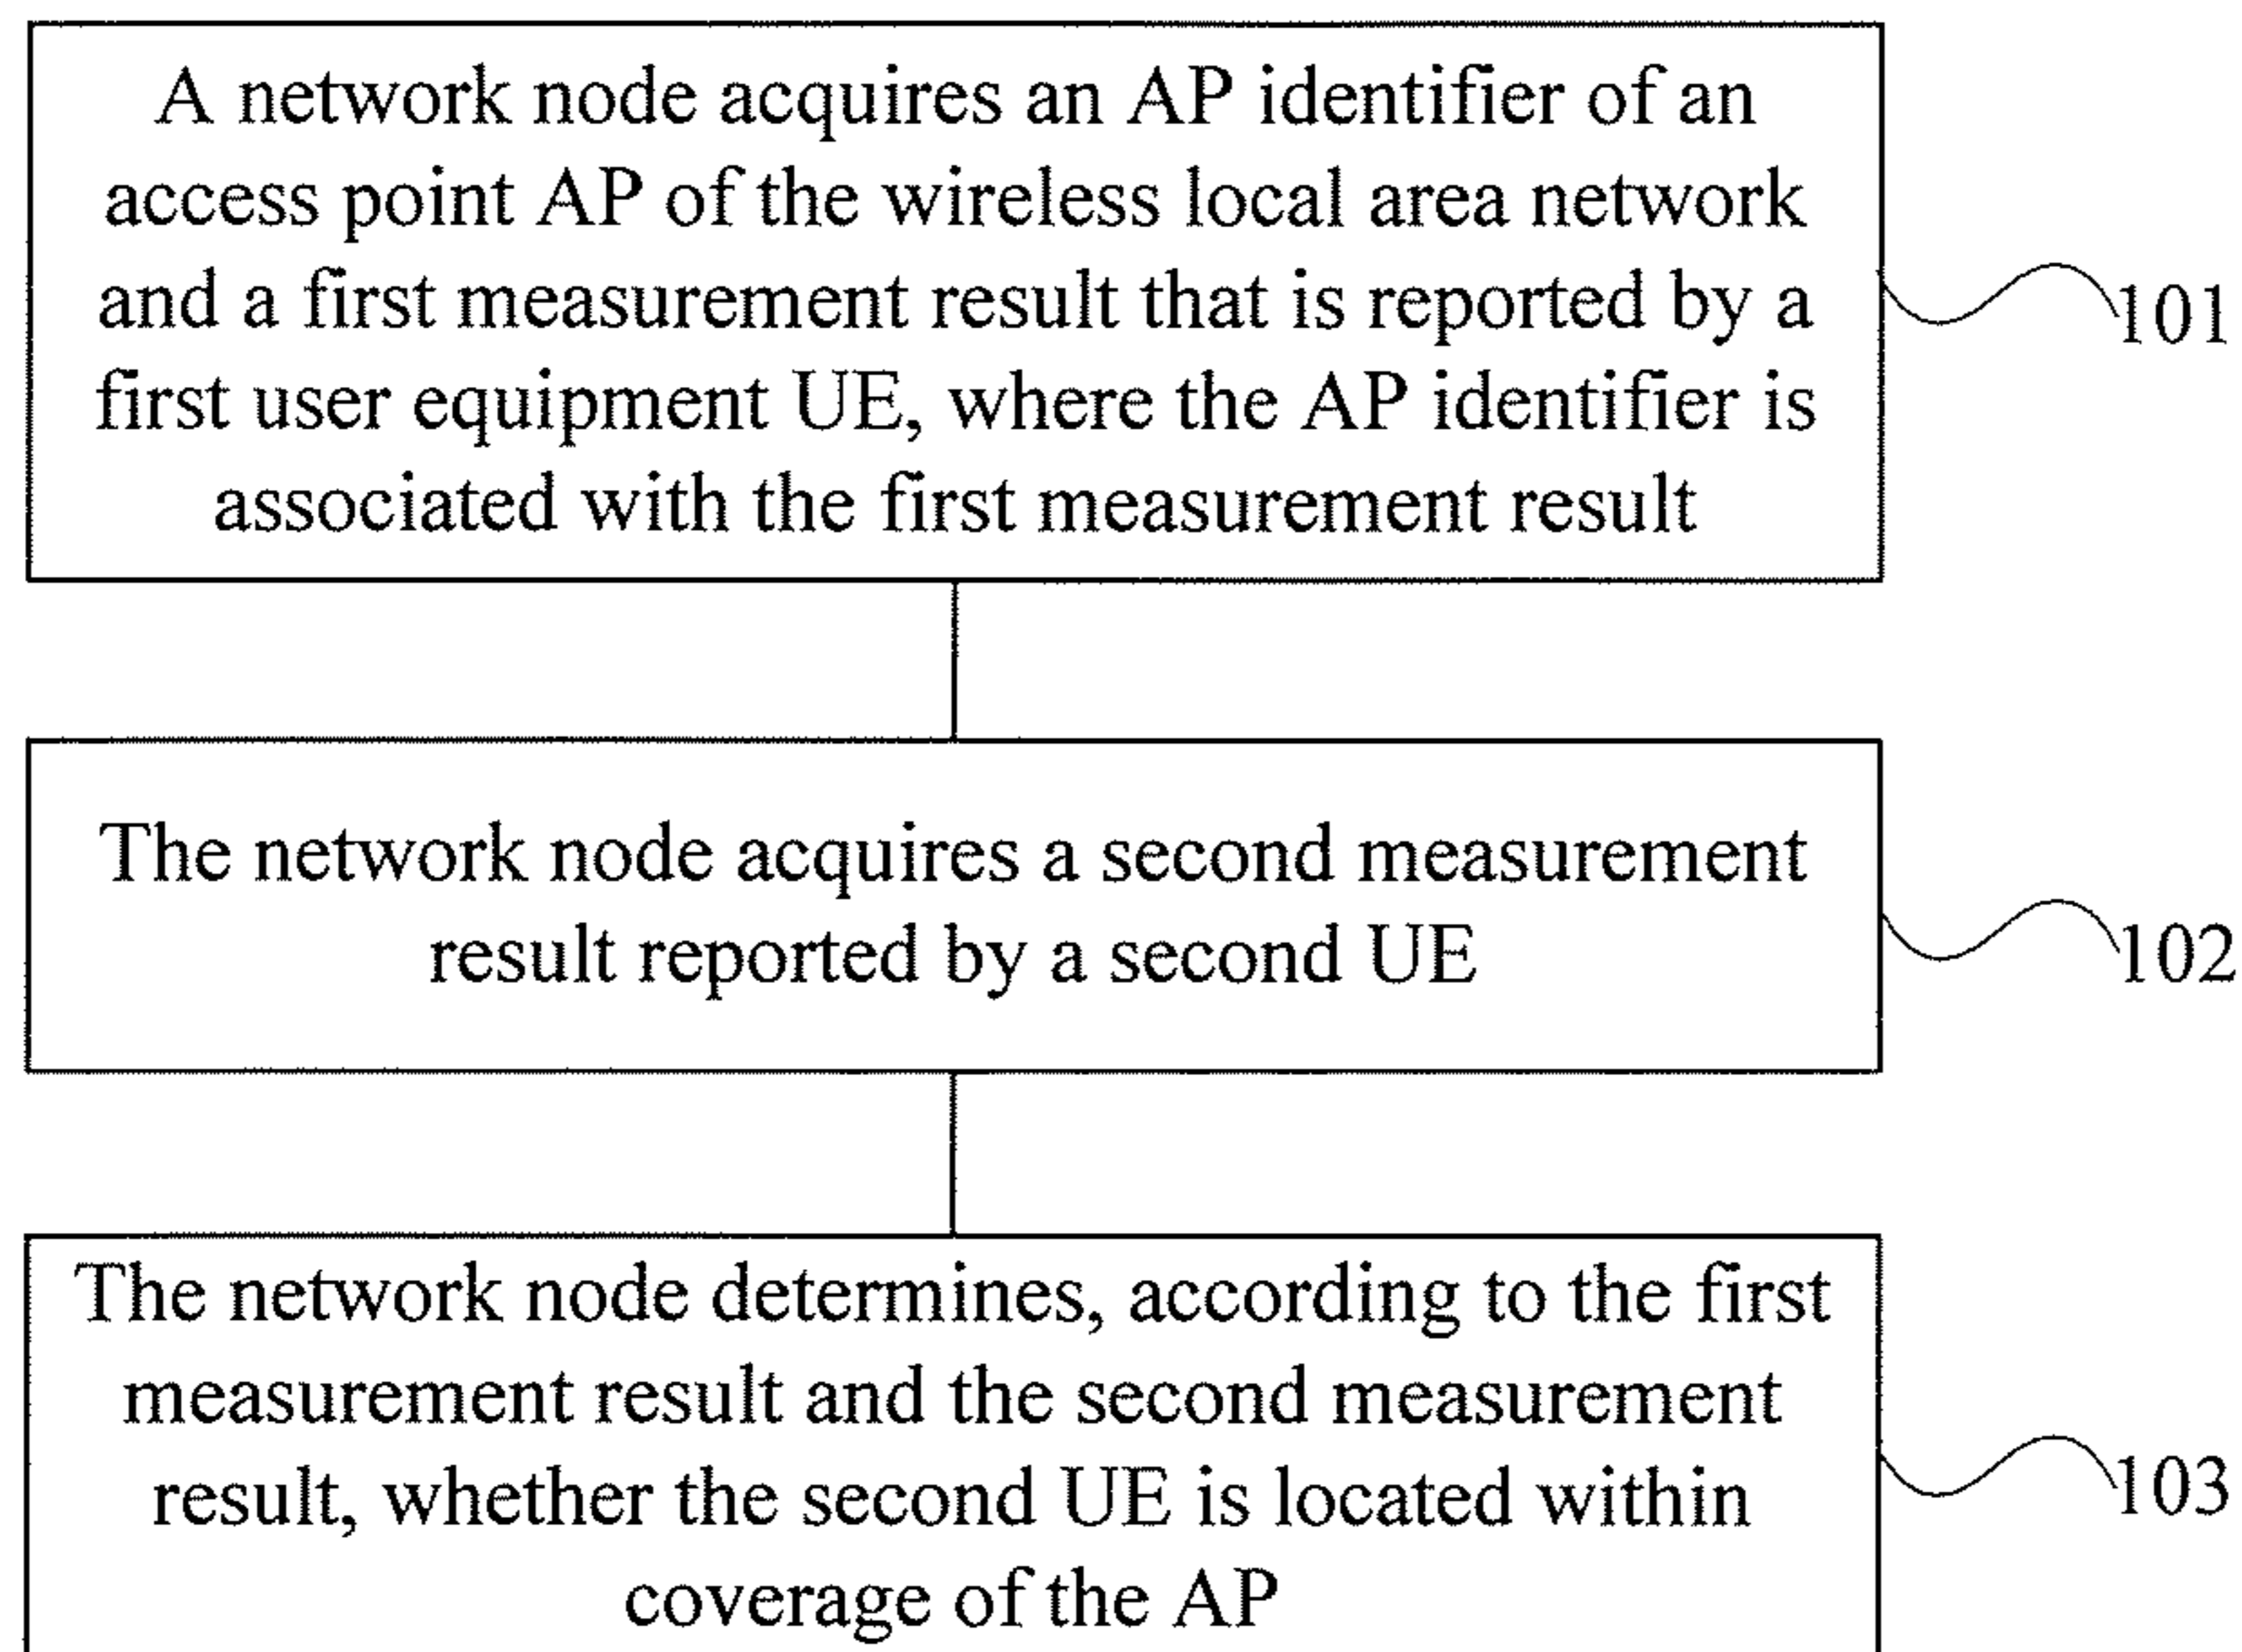 A network node acquires an AP identifier of an
access point AP of the wireless local area network
and a first measurement result that is reported by a
first user equipment UE, where the AP identifier is
associated with the first measurement result
101
The network node acquires a second measurement
result reported by a second UE
102
The network node determines, according to the first
measurement result and the second measurement
result, whether the second UE is located within
coverage of the AP
103